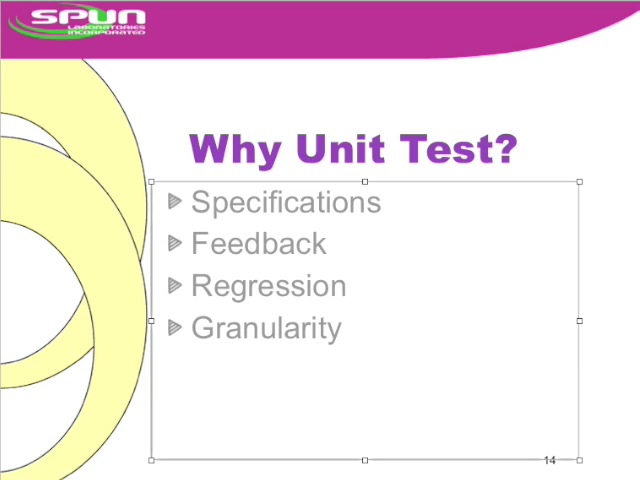 SPUN
LABORATORIES
INCORPORATED
Why Unit Test?
Specifications
Feedback
Regression
Granularity
14